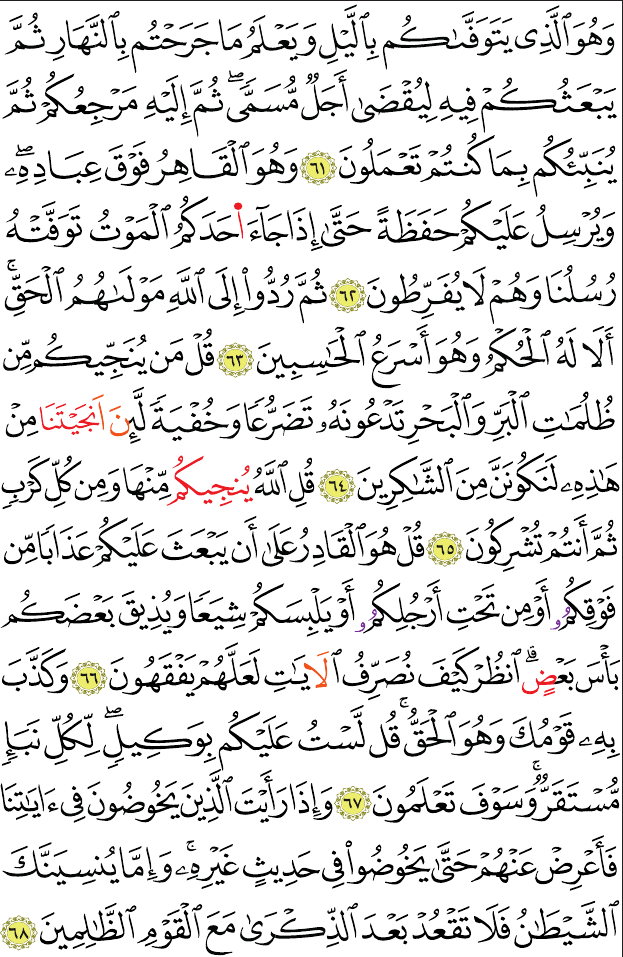 وَهُوَ ٱلَّذِى يَتَوَفَّىٰكُم بِٱلَّيْلِ وَيَعْلَمُ مَا جَرَحْتُم بِٱلنَّهَارِ ثُمَّ
يَبْعَثُكُمْ فِيهِ لِيُقْضَىٰٓ أَجَلٌ مُّسَمًّىۖ ثُمَّ إِلَيْهِ مَرْجِعُكُمْ ثُمَّ
يُنَبِّئُكُم بِمَا كُنتُمْ تَعْمَلُونَ ٦١ وَهُوَ ٱلْقَاهِرُ فَوْقَ عِبَادِهِۦۖ
وَيُرْسِلُ عَلَيْكُمْ حَفَظَةً حَتَّىٰٓ إِذَا جَآءَ ا۬حَدَكُمُ ٱلْمَوْتُ تَوَفَّتْهُ
رُسُلُنَا وَهُمْ لَا يُفَرِّطُونَ ٦٢ ثُمَّ رُدُّوٓا۟ إِلَى ٱللَّهِ مَوْلَىٰهُمُ ٱلْحَقِّۚ
أَلَا لَهُ ٱلْحُكْمُ وَهُوَ أَسْرَعُ ٱلْحَٰسِبِينَ ٦٣ قُلْ مَن يُنَجِّيكُم مِّن
ظُلُمَٰتِ ٱلْبَرِّ وَٱلْبَحْرِ تَدْعُونَهُۥ تَضَرُّعًا وَخُفْيَةً لَّئِنَ اَنجَيْتَنَا مِنْ
هَٰذِهِۦ لَنَكُونَنَّ مِنَ ٱلشَّٰكِرِينَ ٦٤ قُلِ ٱللَّهُ يُنجِيكُم مِّنْهَا وَمِن كُلِّ كَرْبٍ
ثُمَّ أَنتُمْ تُشْرِكُونَ ٦٥ قُلْ هُوَ ٱلْقَادِرُ عَلَىٰٓ أَن يَبْعَثَ عَلَيْكُمْ عَذَابًا مِّن
فَوْقِكُمُۥٓ أَوْ مِن تَحْتِ أَرْجُلِكُمُۥٓ أَوْ يَلْبِسَكُمْ شِيَعًا وَيُذِيقَ بَعْضَكُم
بَأْسَ بَعْضٍۗ ٱنظُرْ كَيْفَ نُصَرِّفُ ٱلَايَٰتِ لَعَلَّهُمْ يَفْقَهُونَ ٦٦ وَكَذَّبَ
بِهِۦ قَوْمُكَ وَهُوَ ٱلْحَقُّۚ قُل لَّسْتُ عَلَيْكُم بِوَكِيلٍۖ لِّكُلِّ نَبَإٍ
مُّسْتَقَرٌّۚ وَسَوْفَ تَعْلَمُونَ ٦٧ وَإِذَا رَأَيْتَ ٱلَّذِينَ يَخُوضُونَ فِىٓ ءَايَٰتِنَا
فَأَعْرِضْ عَنْهُمْ حَتَّىٰ يَخُوضُوا۟ فِى حَدِيثٍ غَيْرِهِۦۚ وَإِمَّا يُنسِيَنَّكَ
ٱلشَّيْطَٰنُ فَلَا تَقْعُدْ بَعْدَ ٱلذِّكْرَىٰ مَعَ ٱلْقَوْمِ ٱلظَّٰلِمِينَ ٦٨